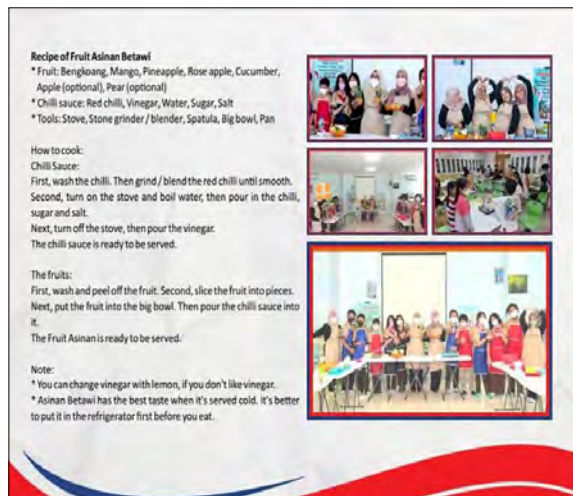 Recipe of Fruit Asinan Betawi
* Fruit: Bengkoang, Mango, Pineapple, Rose apple, Cucumber,
Apple (optional), Pear (optional)
* Chilli sauce: Red chilli, Vinegar, Water, Sugar, Salt
* Tools: Stove, Stone grinder / blender, Spatula, Big bowl, Pan
How to cook:
Chilli Sauce:
First, wash the chilli. Then grind / blend the red chilli until smooth.
Second, turn on the stove and boil water, then pour in the chilli,
sugar and salt.
Next, turn off the stove, then pour the vinegar.
The chilli sauce is ready to be served.
The fruits:
First, wash and peel off the fruit. Second, slice the fruit into pieces.
Next, put the fruit into the big bowl. Then pour the chilli sauce into
it.
The Fruit Asinan is ready to be served.
Note:
* You can change vinegar with lemon, if you don't like vinegar.
* Asinan Betawi has the best taste when it's served cold. it's better
to put it in the refrigerator first before you eat.